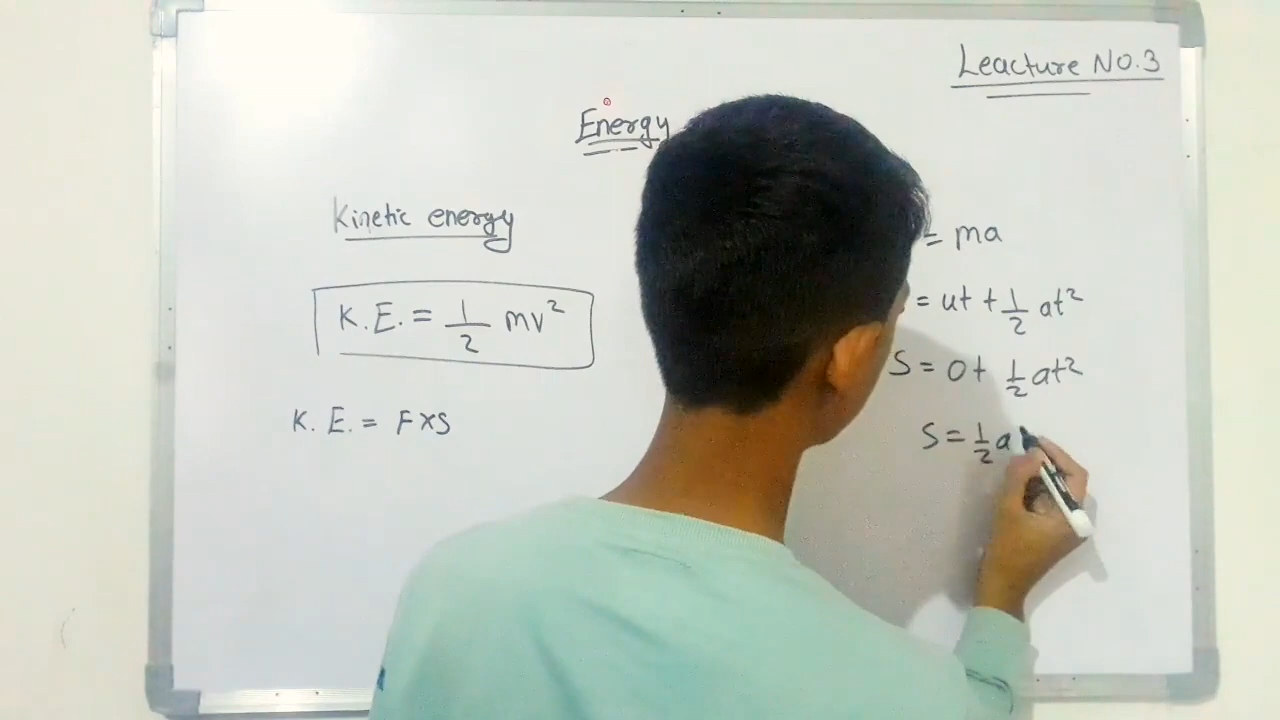 Leacture No.3
Energy
Kinetic energy
K.E. = 1/2 mv²
K. E. = F×S
= ma
= ut + 1/2 at²
S = 0 + 1/2 at²
S = 1/2 a